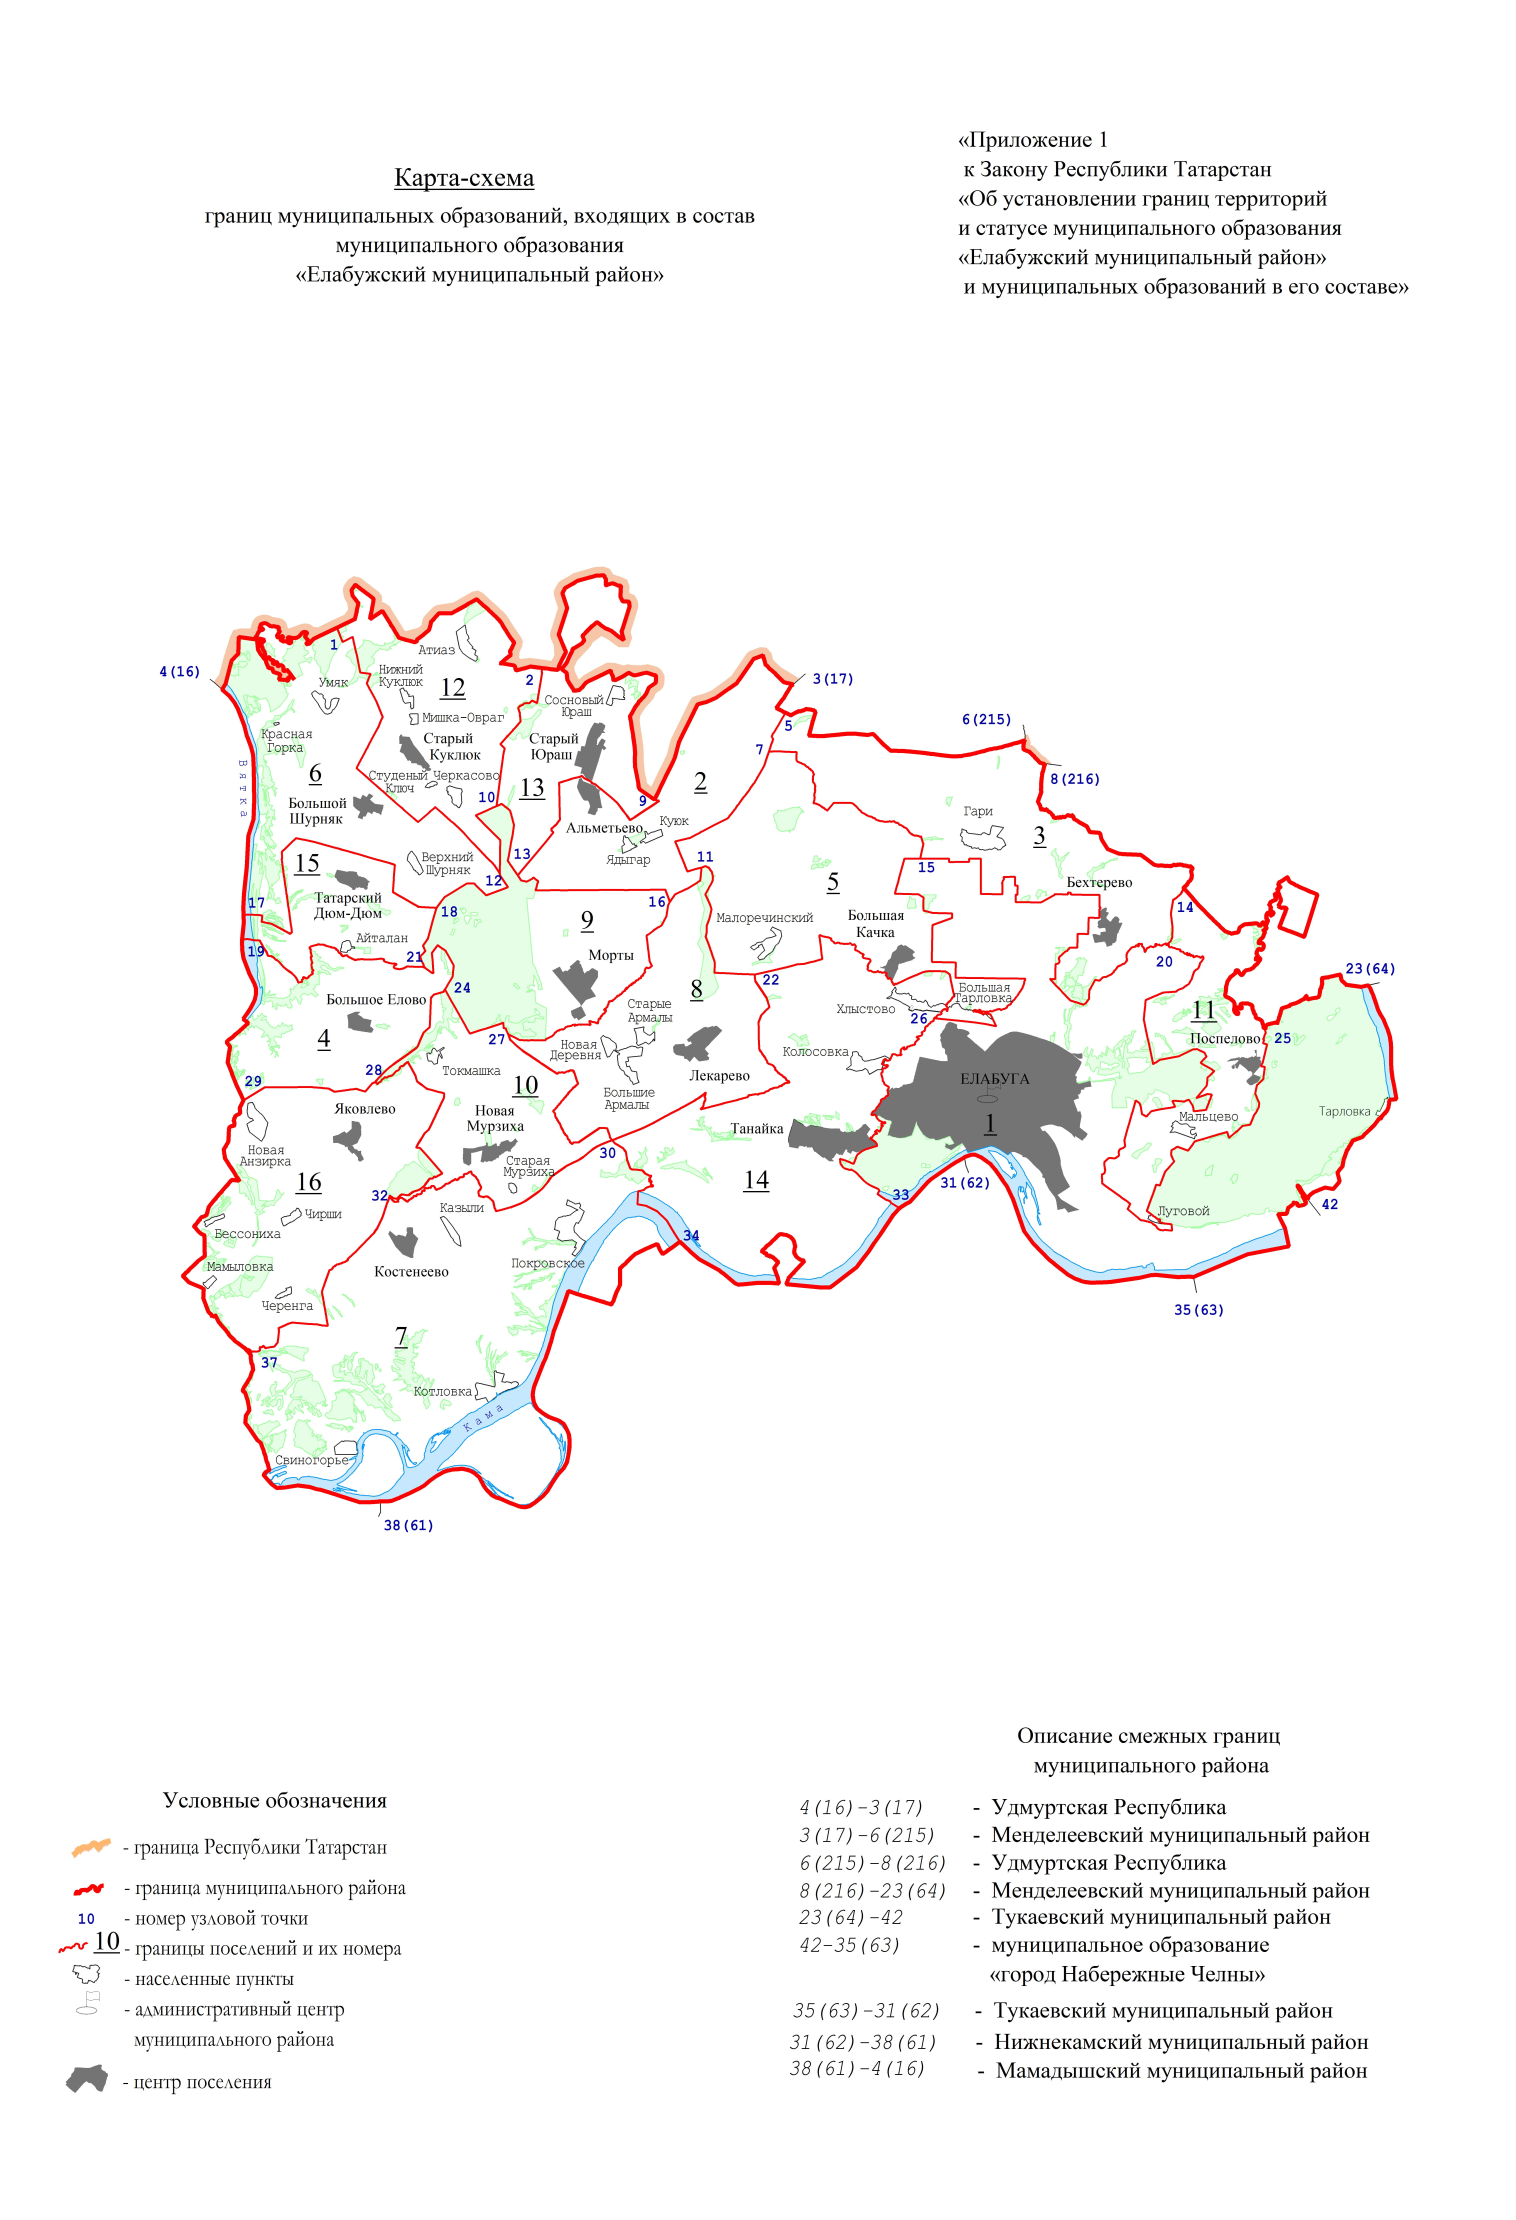 «Приложение 1
к Закону Республики Татарстан
«Об установлении границ территорий
и статусе муниципального образования
«Елабужский муниципальный район»
и муниципальных образований в его составе»
Карта-схема
границ муниципальных образований, входящих в состав
муниципального образования
«Елабужский муниципальный район»
1
4(16)
Атиаз
Нижний
Куклюк
12
2
3(17)
Умяк
Мишка-Овраг
Сосновый
Юраш
5
6(215)
Красная
Горка
Старый
Куклюк
Старый
Юраш
7
8(216)
Вятка
6
Студеный
Ключ
Черкасово
13
2
Большой
Шурняк
10
9
Альметьево
Куюк
Гари
3
15
Верхний
Шурняк
13
Ядыгар
11
15
Бехтерево
12
5
Татарский
Дюм-Дюм
17
18
9
16
Малоречинский
Большая
Качка
14
Айталан
19
21
Морты
20
23(64)
Большое Елово
24
8
22
Большая
Тарловка
Хлыстово
26
11
4
Старые
Армалы
Поспелово
25
27
Новая
Деревня
Колосовка
28
Токмашка
Лекарево
ЕЛАБУГА
29
10
Большие
Армалы
Яковлево
Новая
Мурзиха
Танайка
1
Мальцево
Тарловка
Новая
Анзирка
Старая
Мурзиха
30
16
32
14
31(62)
33
42
Чирши
Казыли
Луговой
Бессониха
34
Мамыловка
Костенеево
Покровское
Черенга
35(63)
7
37
Котловка
Кама
Свиногорье
38(61)
Условные обозначения
- граница Республики Татарстан
- граница муниципального района
10 - номер узловой точки
10 - границы поселений и их номера
- населенные пункты
- административный центр
муниципального района
- центр поселения
Описание смежных границ
муниципального района
4(16)-3(17) - Удмуртская Республика
3(17)-6(215) - Менделеевский муниципальный район
6(215)-8(216) - Удмуртская Республика
8(216)-23(64) - Менделеевский муниципальный район
23(64)-42 - Тукаевский муниципальный район
42-35(63) - муниципальное образование
«город Набережные Челны»
35(63)-31(62) - Тукаевский муниципальный район
31(62)-38(61) - Нижнекамский муниципальный район
38(61)-4(16) - Мамадышский муниципальный район